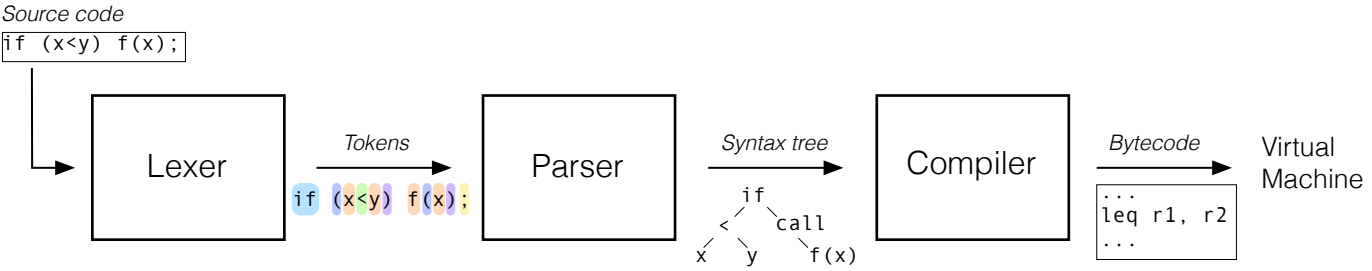 Source code
if (x<y) f(x);
Lexer
Tokens
if (x<y) f(x);
Parser
Syntax tree
if
< call
x y f(x)
Compiler
Bytecode
...
leq r1, r2
...
Virtual
Machine